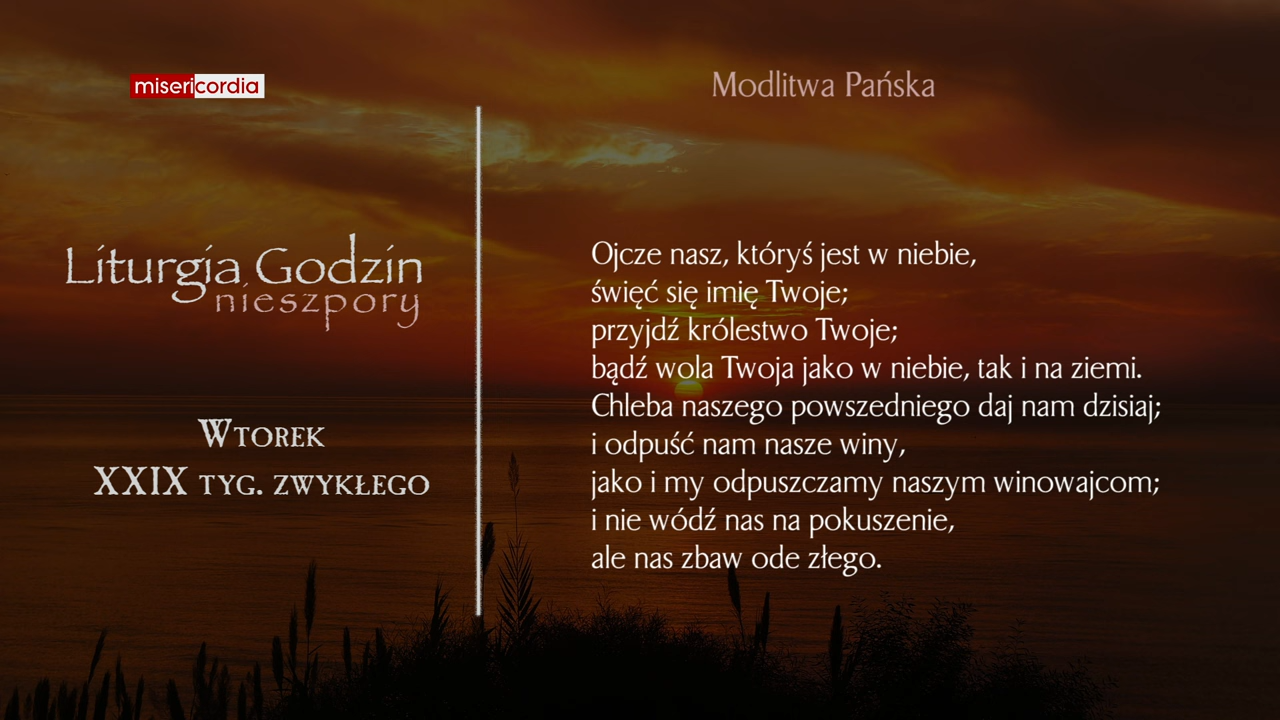 misericordia
Liturgia Godzin
nieszpory
Wtorek
XXIX tyg. zwykłego
Modlitwa Pańska
Ojcze nasz, któryś jest w niebie,
święć się imię Twoje;
przyjdź królestwo Twoje;
bądź wola Twoja jako w niebie, tak i na ziemi.
Chleba naszego powszedniego daj nam dzisiaj;
i odpuść nam nasze winy,
jako i my odpuszczamy naszym winowajcom;
i nie wódź nas na pokuszenie,
ale nas zbaw ode złego.